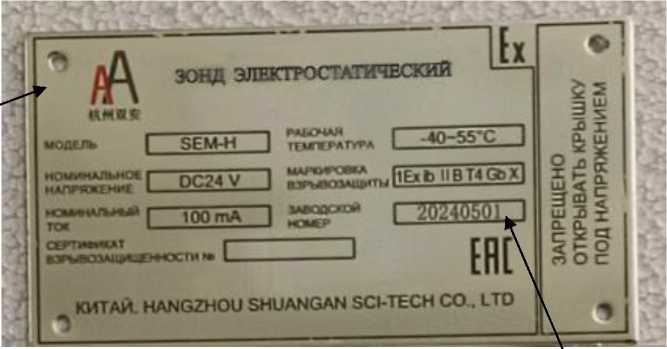 Ex
AA
杭州双安
ЗОНД ЭЛЕКТРОСТАТИЧЕСКИЙ
МОДЕЛЬ SEM-H
РАБОЧАЯ ТЕМПЕРАТУРА -40~55°C
НОМИНАЛЬНОЕ НАПРЯЖЕНИЕ DC24 V
МАРКИРОВКА ВЗРЫВОЗАЩИТЫ 1Ex ib IIB T4 Gb X
НОМИНАЛЬНЫЙ ТОК 100 mA
ЗАВОДСКОЙ НОМЕР 20240501
СЕРТИФИКАТ ВЗРЫВОЗАЩИЩЕННОСТИ №
EAC
КИТАЙ. HANGZHOU SHUANGAN SCI-TECH CO., LTD
ЗАПРЕЩЕНО
ОТКРЫВАТЬ КРЫШКУ
ПОД НАПРЯЖЕНИЕМ